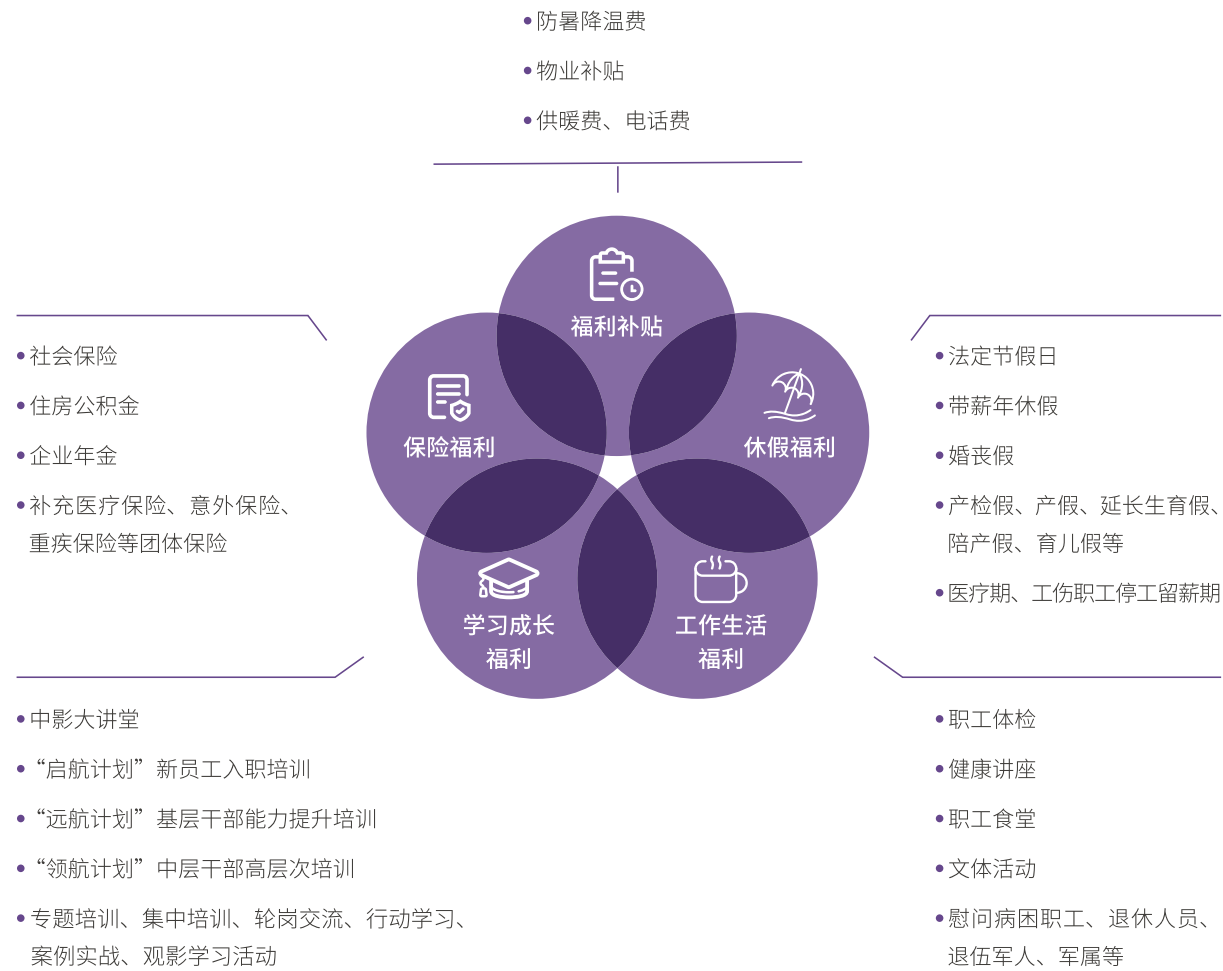 防暑降温费
物业补贴
供暖费、电话费
福利补贴
社会保险
住房公积金
企业年金
补充医疗保险、意外保险、
重疾保险等团体保险
保险福利
休假福利
法定节假日
带薪年休假
婚丧假
产检假、产假、延长生育假、
陪产假、育儿假等
医疗期、工伤职工停工留薪期
学习成长
福利
工作生活
福利
中影大讲堂
“启航计划”新员工入职培训
“远航计划”基层干部能力提升培训
“领航计划”中层干部高层次培训
专题培训、集中培训、轮岗交流、行动学习、
案例实战、观影学习活动
职工体检
健康讲座
职工食堂
文体活动
慰问病困职工、退休人员、
退伍军人、军属等